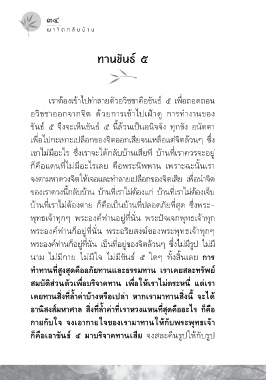 ๓๔
พาจิตกลับบ้าน
ทานขันธ์ ๕
เราต้องเข้าไปทำลายตัวอวิชชาคือขันธ์ ๕ เพื่อถอดถอน
อวิชชาออกจากจิต ด้วยการเข้าไปเฝ้าดู การทำงานของ
ขันธ์ ๕ จึงจะเห็นขันธ์ ๕ นี้ล้วนเป็นอนิจจัง ทุกขัง อนัตตา
เพื่อไปกะเทาะเปลือกของจิตออกเสียจนเหลือแต่จิตล้วนๆ ซึ่ง
เขาไม่มีอะไร ซึ่งเราจะได้กลับบ้านเสียที บ้านที่เราควรจะอยู่
ก็คือแดนที่ไม่มีอะไรเลย คือพระนิพพาน เพราะฉะนั้นเรา
จงตามหาดวงจิตให้เจอและทำลายเปลือกของจิตเสีย เพื่อนำจิต
ของเราดวงนี้กลับบ้าน บ้านที่เราไม่ต้องแก่ บ้านที่เราไม่ต้องเจ็บ
บ้านที่เราไม่ต้องตาย ก็คือเป็นบ้านที่ปลอดภัยที่สุด ซึ่งพระ-
พุทธเจ้าทุกๆ พระองค์ท่านอยู่ที่นั่น พระปัจเจกพุทธเจ้าทุก
พระองค์ท่านก็อยู่ที่นั่น พระอริยสงฆ์ของพระพุทธเจ้าทุกๆ
พระองค์ท่านก็อยู่ที่นั่น เป็นที่อยู่ของจิตล้วนๆ ซึ่งไม่มีรูป ไม่มี
นาม ไม่มีกาย ไม่มีใจ ไม่มีขันธ์ ๕ ใดๆ ทั้งสิ้นเลย การ
ทำทานที่สูงสุดคืออภัยทานและธรรมทาน เราเคยสละทรัพย์
สมบัติส่วนตัวเพื่อบริจาคทาน เพื่อให้เราไม่ตระหนี่ แต่เรา
เคยทานสิ่งที่ล้ำค่าบ้างหรือเปล่า หากเรามาทานสิ่งนี้ จะได้
อานิสงส์มหาศาล สิ่งที่ล้ำค่าที่เราหวงแหนที่สุดคืออะไร ก็คือ
กายกับใจ จงเอากายใจของเรามาทานให้กับพระพุทธเจ้า
ก็คือเอาขันธ์ ๕ มาบริจาคทานเสีย จงสละคืนรูปให้กับรูป